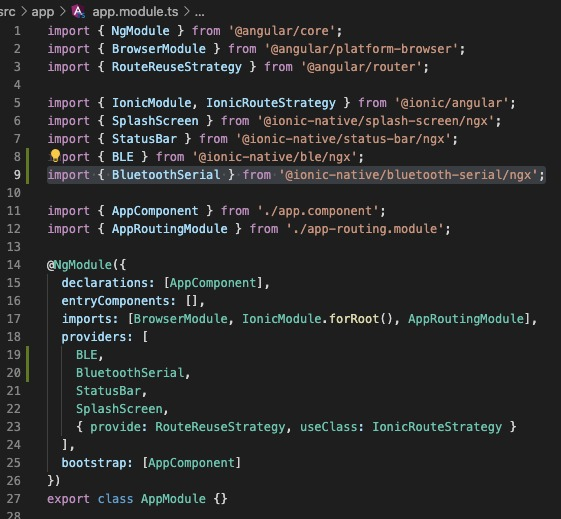 src > app > app.module.ts > ...
1 import { NgModule } from '@angular/core';
2 import { BrowserModule } from '@angular/platform-browser';
3 import { RouteReuseStrategy } from '@angular/router';
4
5 import { IonicModule, IonicRouteStrategy } from '@ionic/angular';
6 import { SplashScreen } from '@ionic-native/splash-screen/ngx';
7 import { StatusBar } from '@ionic-native/status-bar/ngx';
8 port { BLE } from '@ionic-native/ble/ngx';
9 import { BluetoothSerial } from '@ionic-native/bluetooth-serial/ngx';
10
11 import { AppComponent } from './app.component';
12 import { AppRoutingModule } from './app-routing.module';
13
14 @NgModule({
15   declarations: [AppComponent],
16   entryComponents: [],
17   imports: [BrowserModule, IonicModule.forRoot(), AppRoutingModule],
18   providers: [
19     BLE,
20     BluetoothSerial,
21     StatusBar,
22     SplashScreen,
23     { provide: RouteReuseStrategy, useClass: IonicRouteStrategy }
24   ],
25   bootstrap: [AppComponent]
26 })
27 export class AppModule {}
28